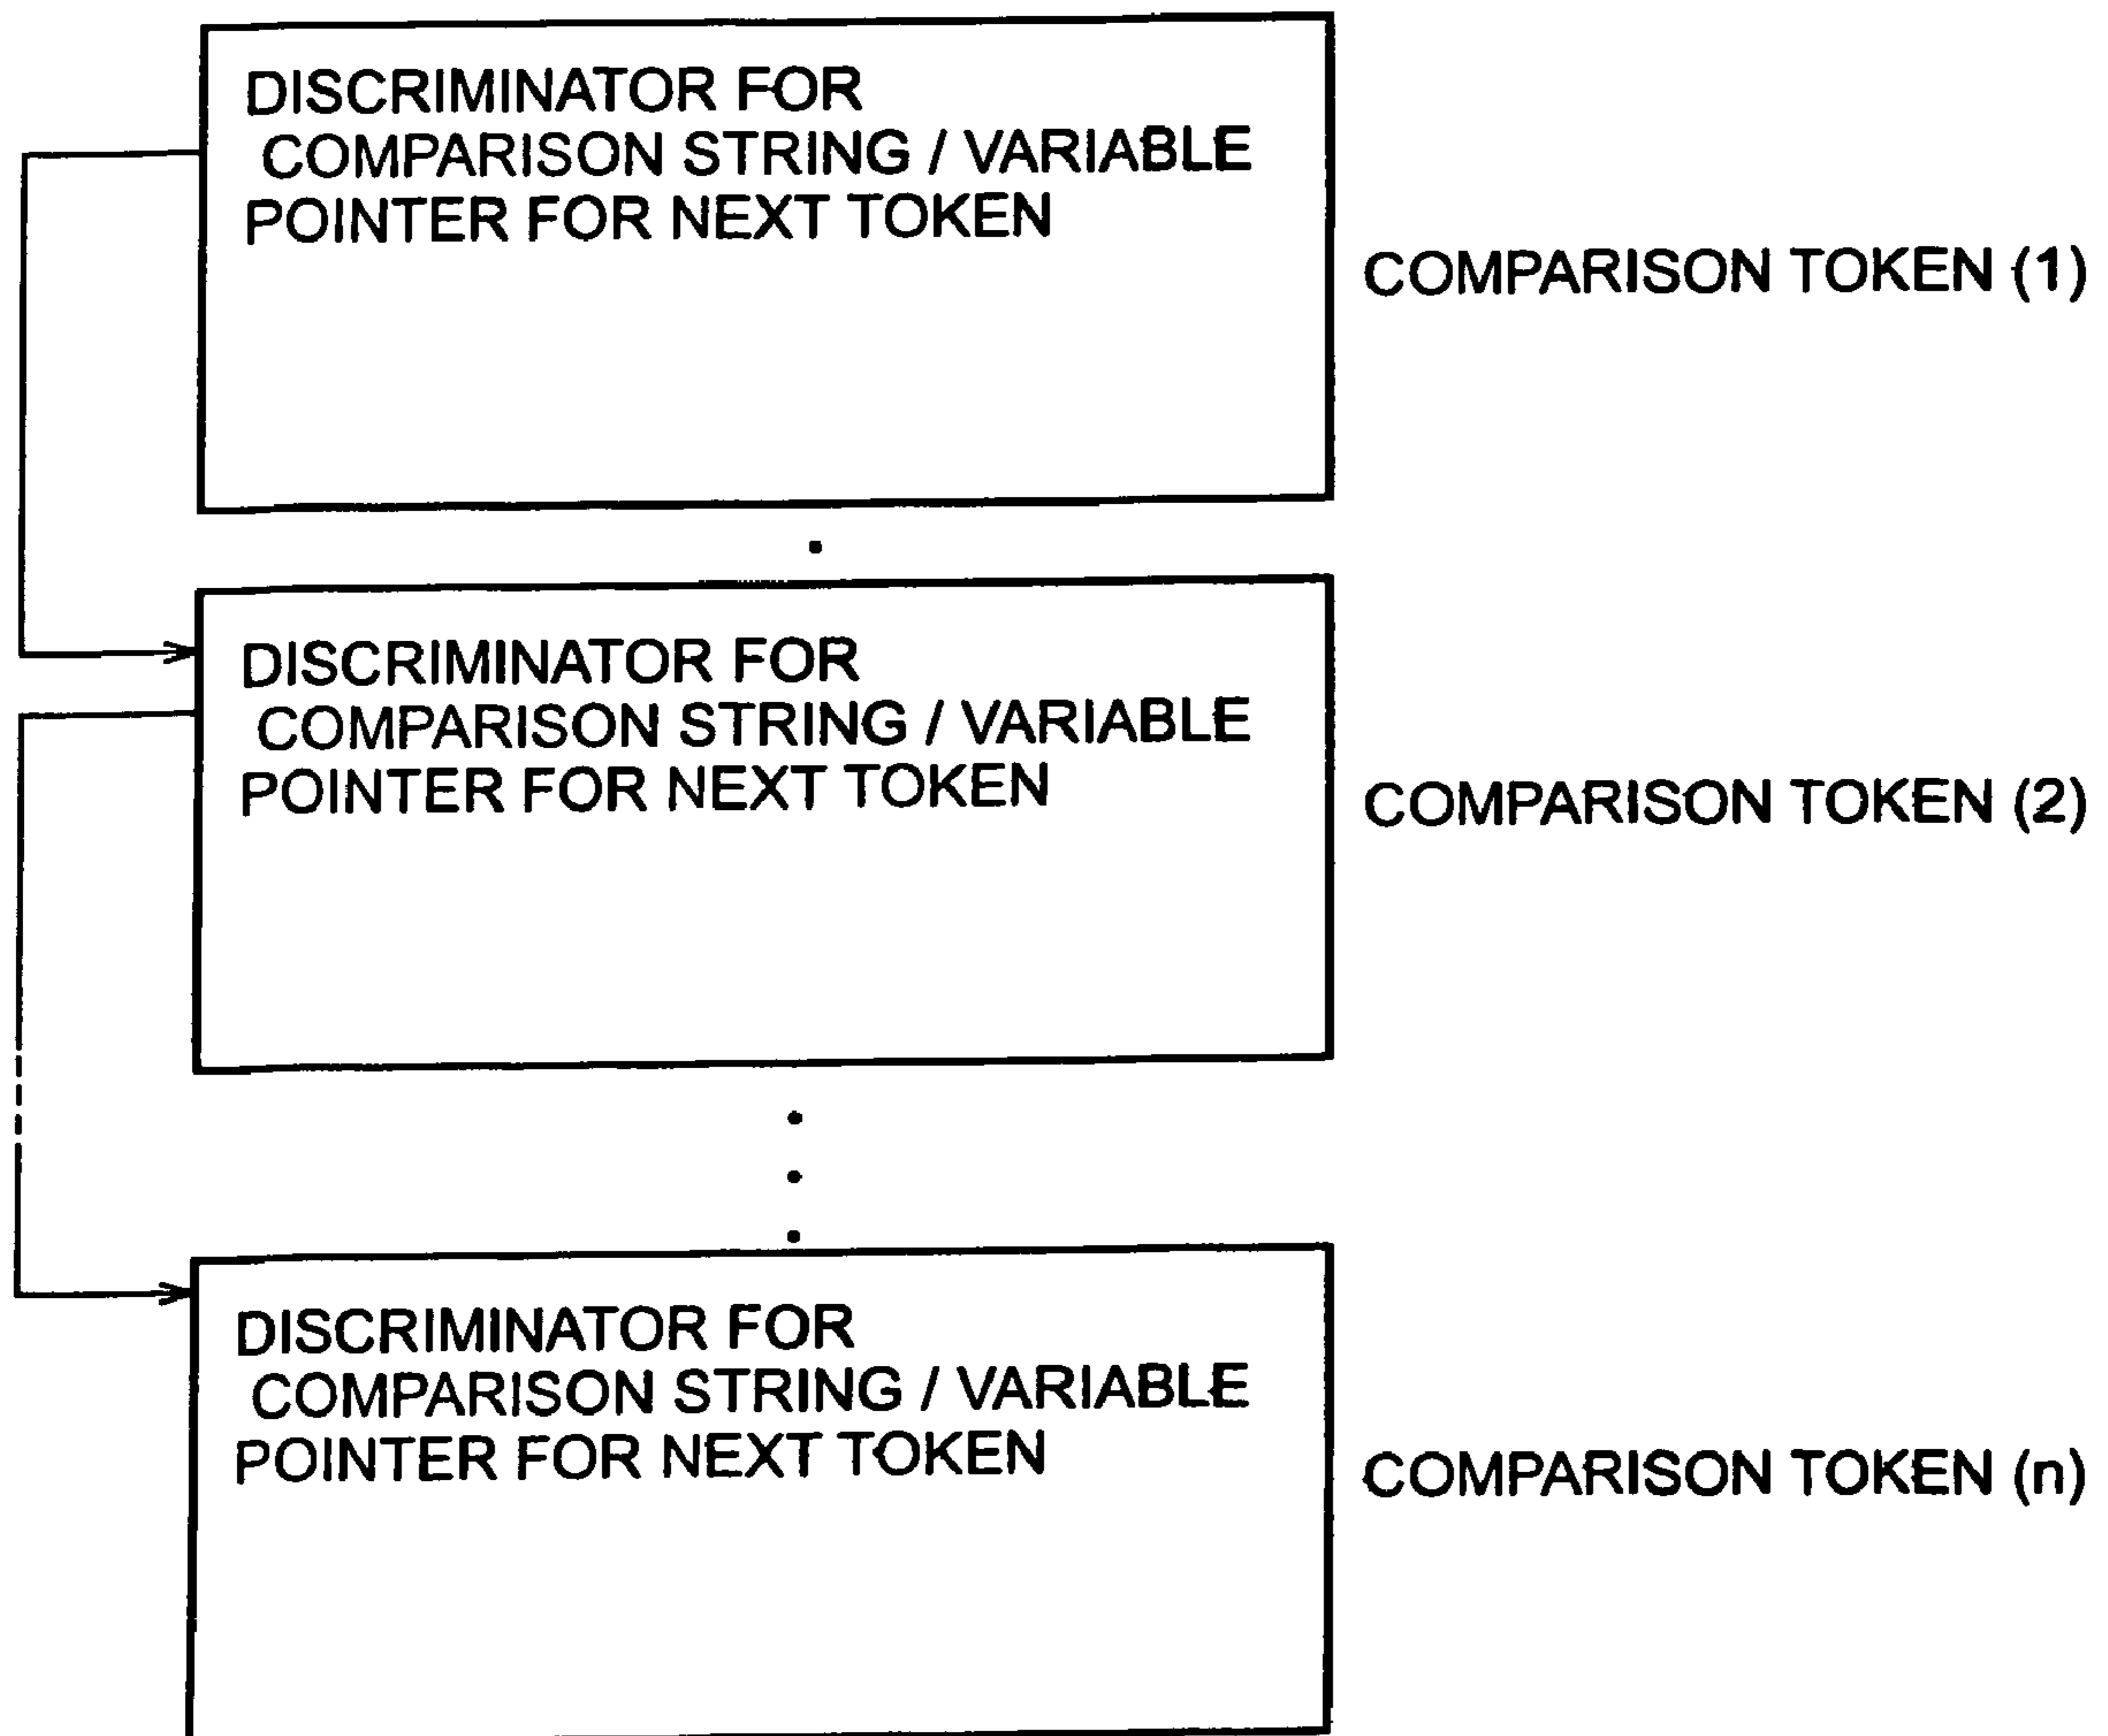 DISCRIMINATOR FOR
COMPARISON STRING / VARIABLE
POINTER FOR NEXT TOKEN
COMPARISON TOKEN (1)
DISCRIMINATOR FOR
COMPARISON STRING / VARIABLE
POINTER FOR NEXT TOKEN
COMPARISON TOKEN (2)
DISCRIMINATOR FOR
COMPARISON STRING / VARIABLE
POINTER FOR NEXT TOKEN
COMPARISON TOKEN (n)